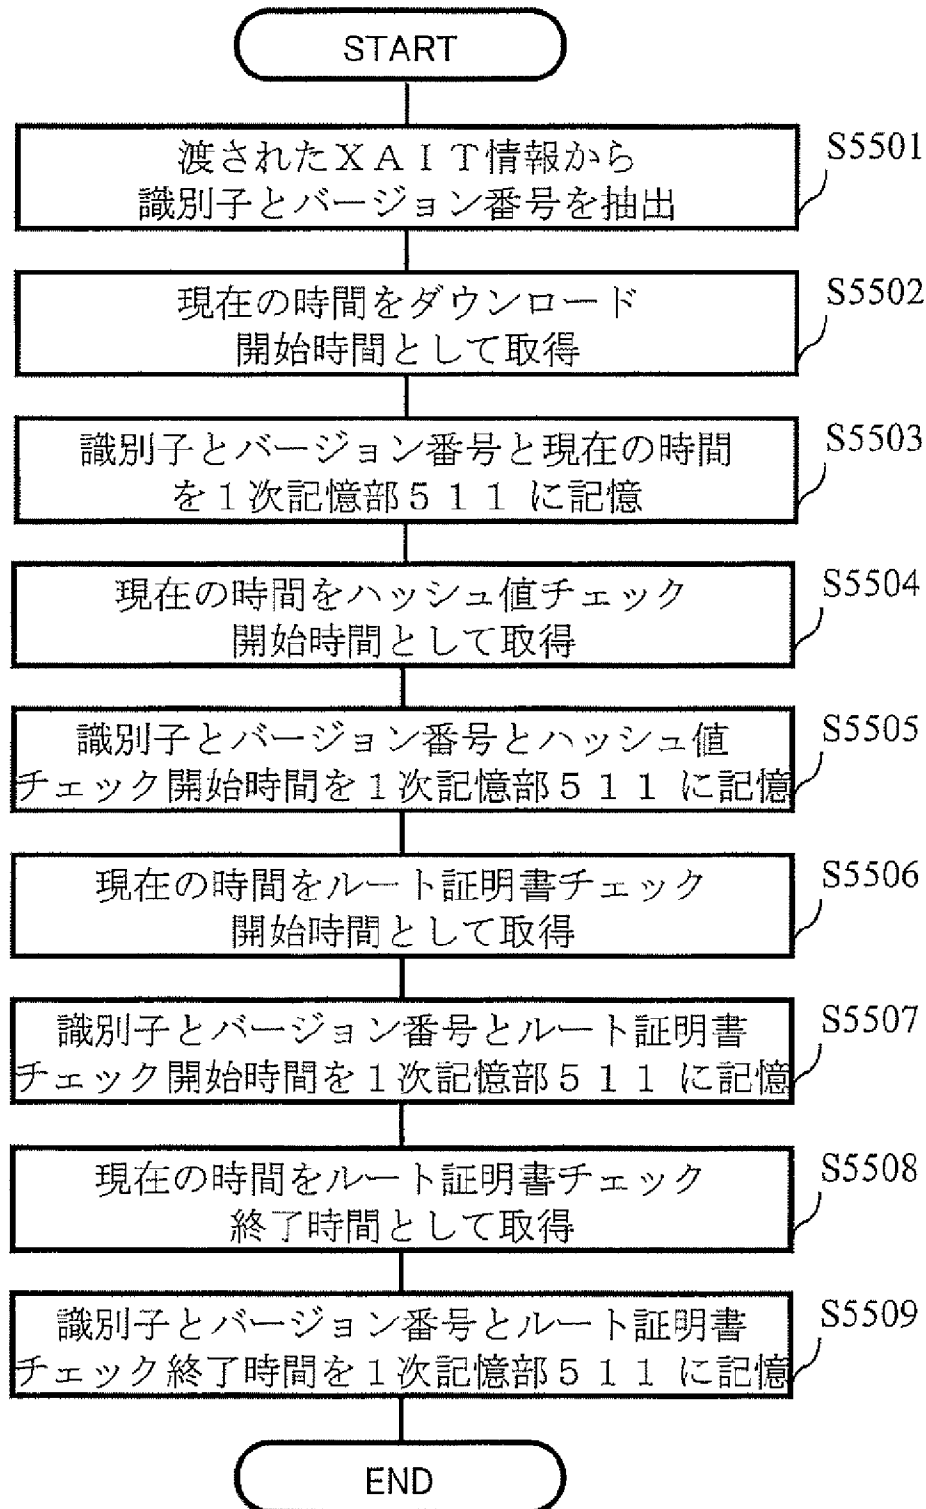 START
渡されたXAIT情報から
識別子とバージョン番号を抽出
S5501
現在の時間をダウンロード
開始時間として取得
S5502
識別子とバージョン番号と現在の時間
を1次記憶部511に記憶
S5503
現在の時間をハッシュ値チェック
開始時間として取得
S5504
識別子とバージョン番号とハッシュ値
チェック開始時間を1次記憶部511に記憶
S5505
現在の時間をルート証明書チェック
開始時間として取得
S5506
識別子とバージョン番号とルート証明書
チェック開始時間を1次記憶部511に記憶
S5507
現在の時間をルート証明書チェック
終了時間として取得
S5508
識別子とバージョン番号とルート証明書
チェック終了時間を1次記憶部511に記憶
S5509
END